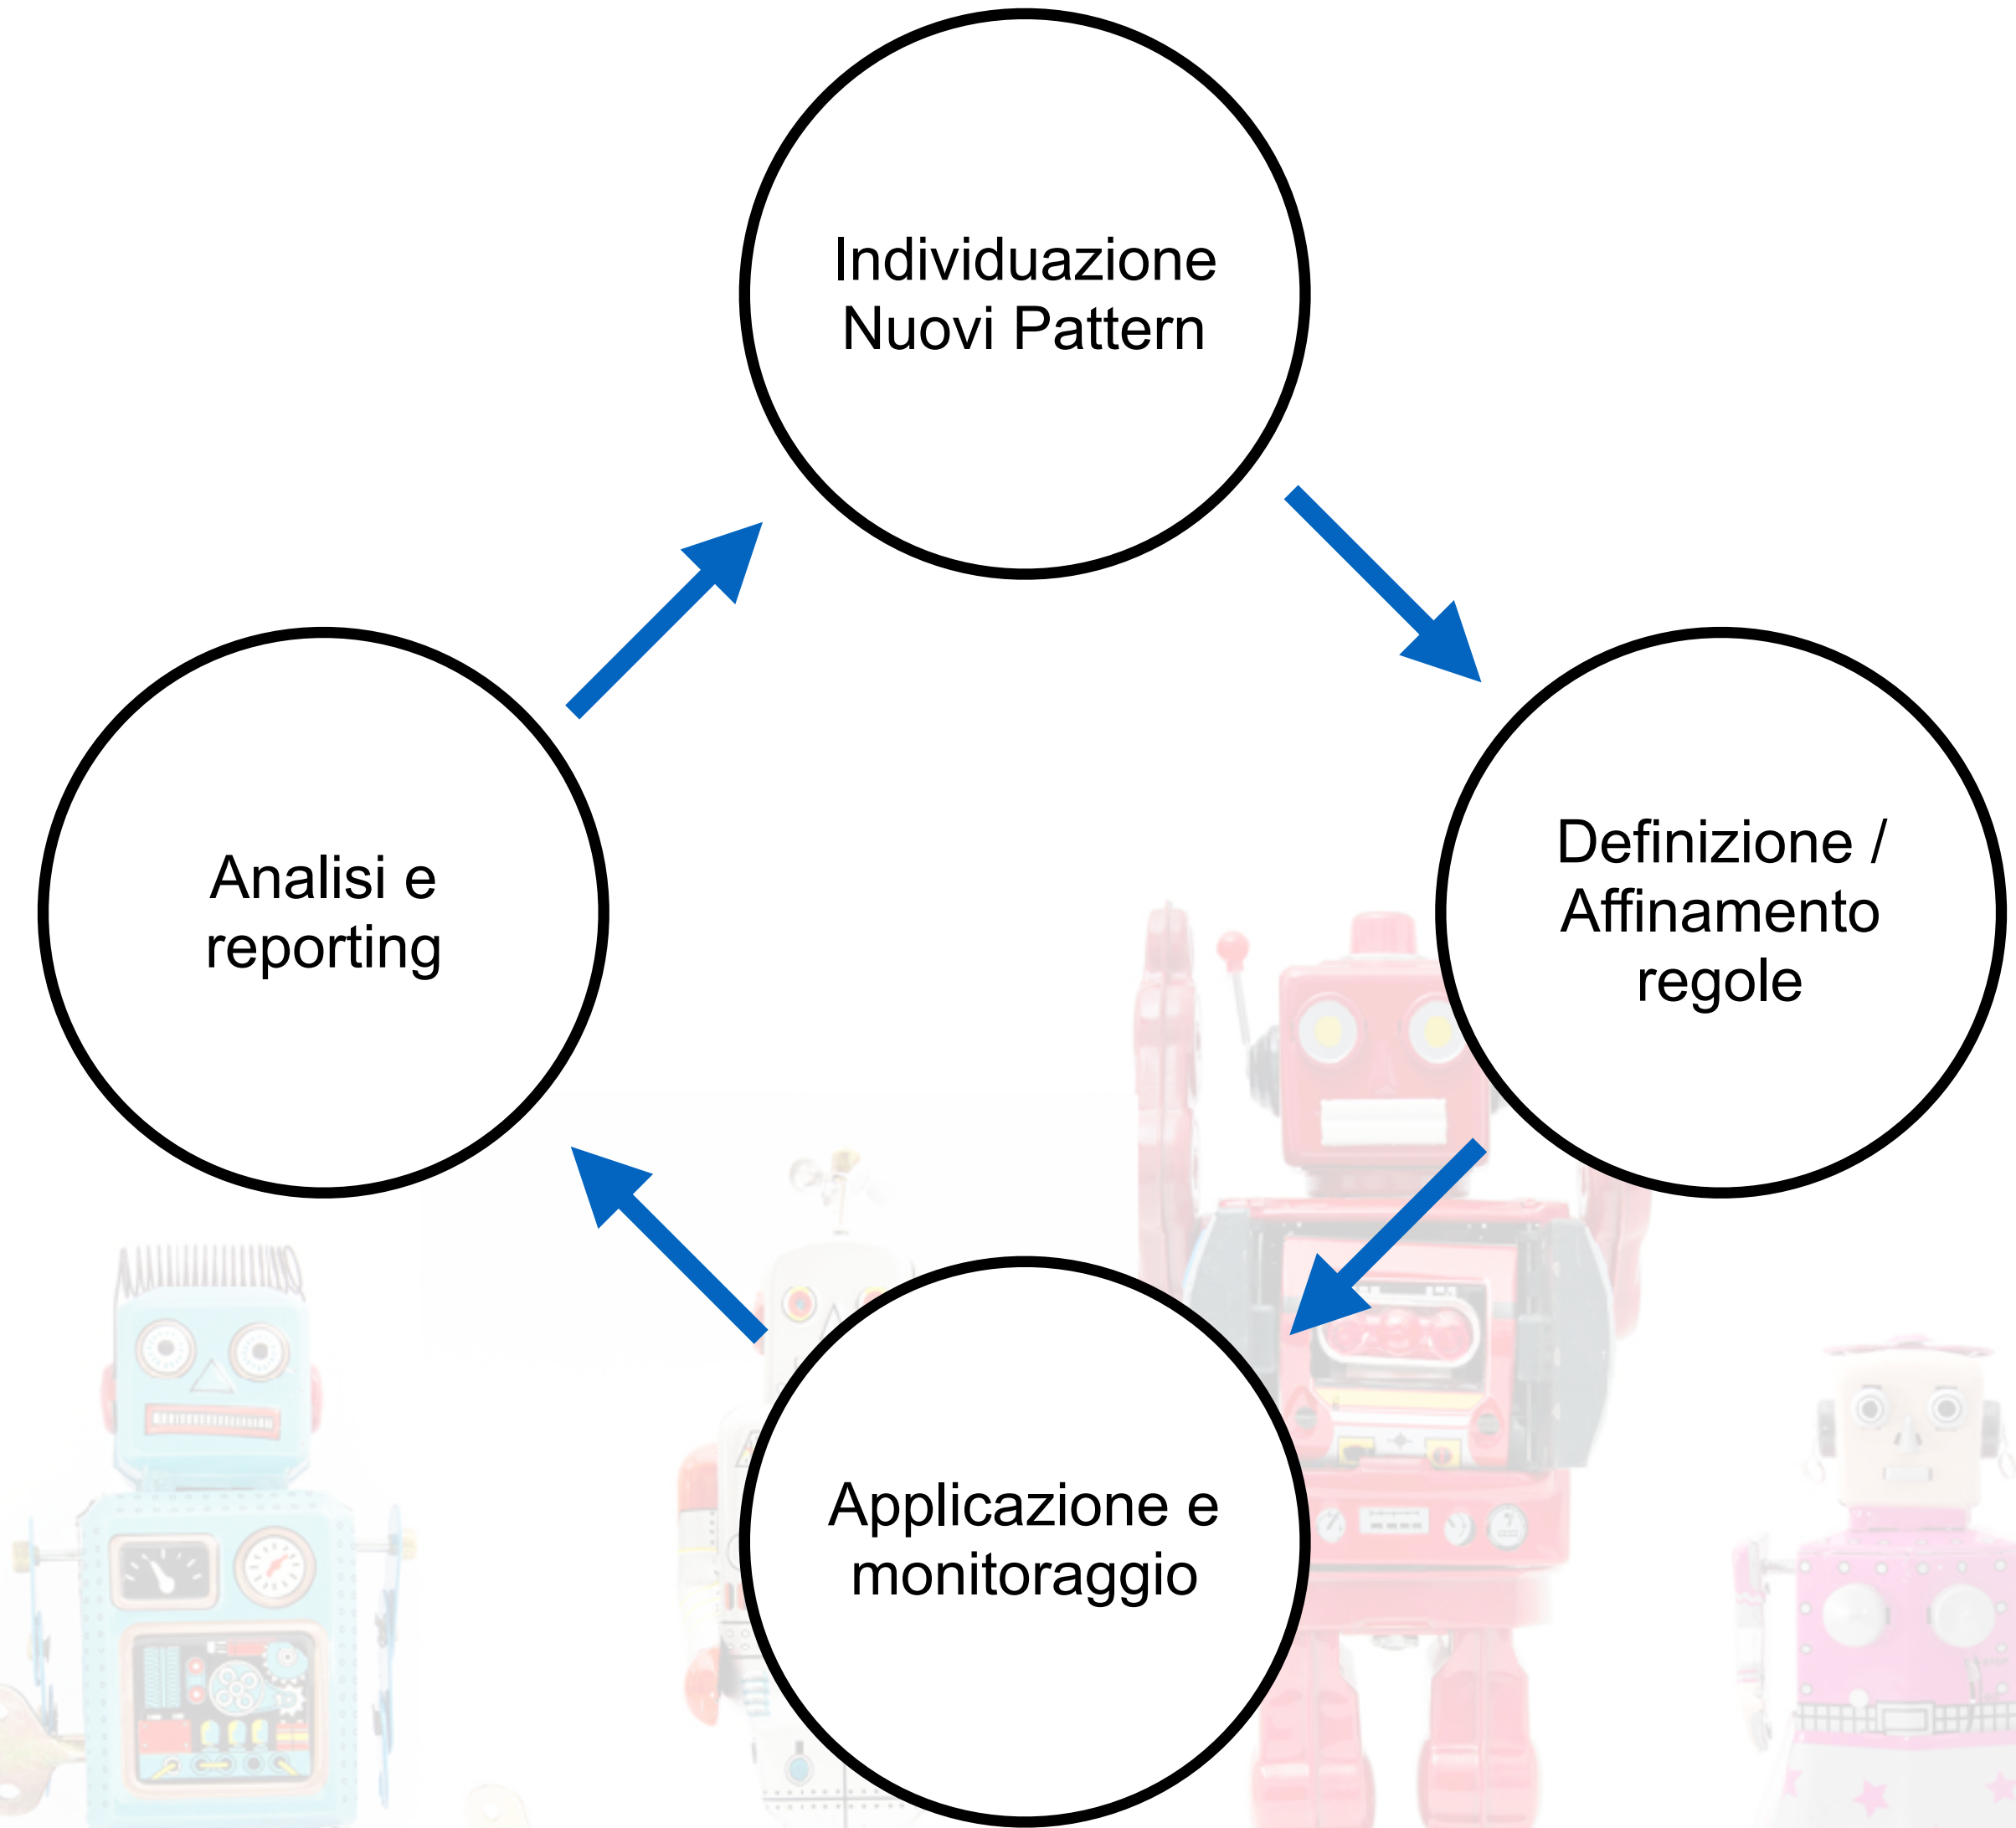 Individuazione
Nuovi Pattern
Definizione /
Affinamento
regole
Analisi e
reporting
Applicazione e
monitoraggio